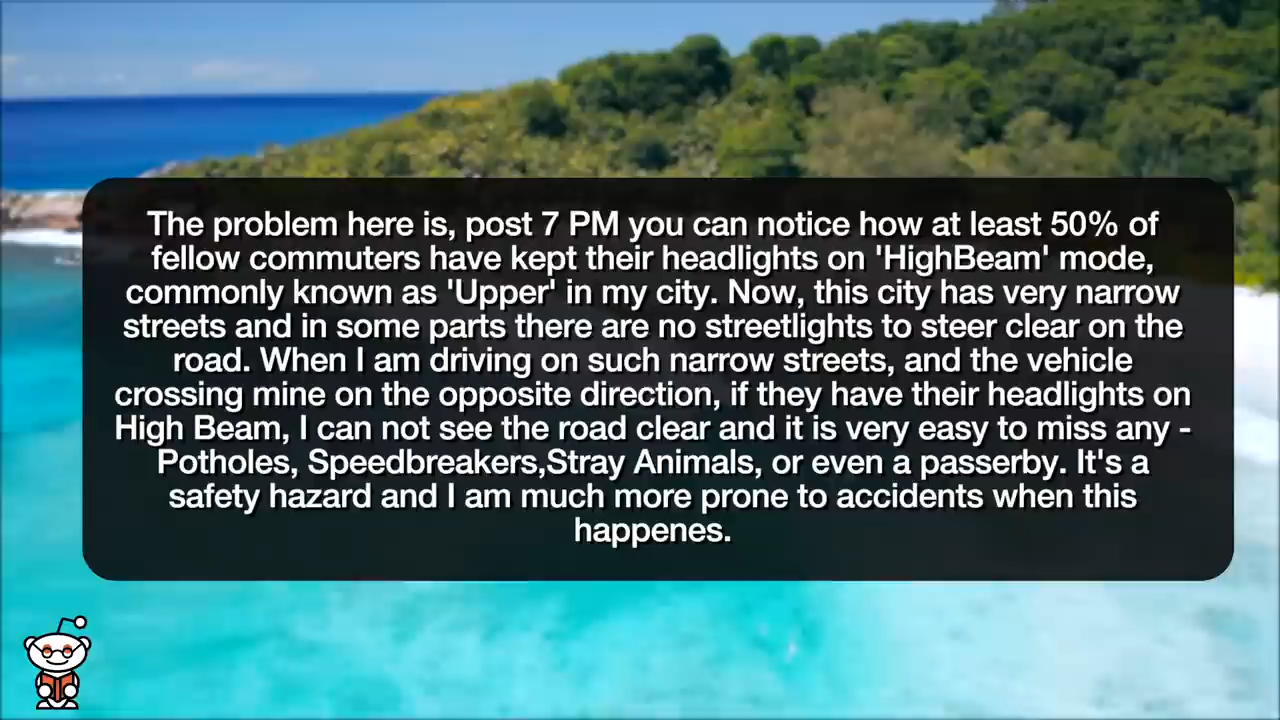 The problem here is, post 7 PM you can notice how at least 50% of
fellow commuters have kept their headlights on 'HighBeam' mode,
commonly known as 'Upper' in my city. Now, this city has very narrow
streets and in some parts there are no streetlights to steer clear on the
road. When I am driving on such narrow streets, and the vehicle
crossing mine on the opposite direction, if they have their headlights on
High Beam, I can not see the road clear and it is very easy to miss any -
Potholes, Speedbreakers,Stray Animals, or even a passerby. It's a
safety hazard and I am much more prone to accidents when this
happenes.